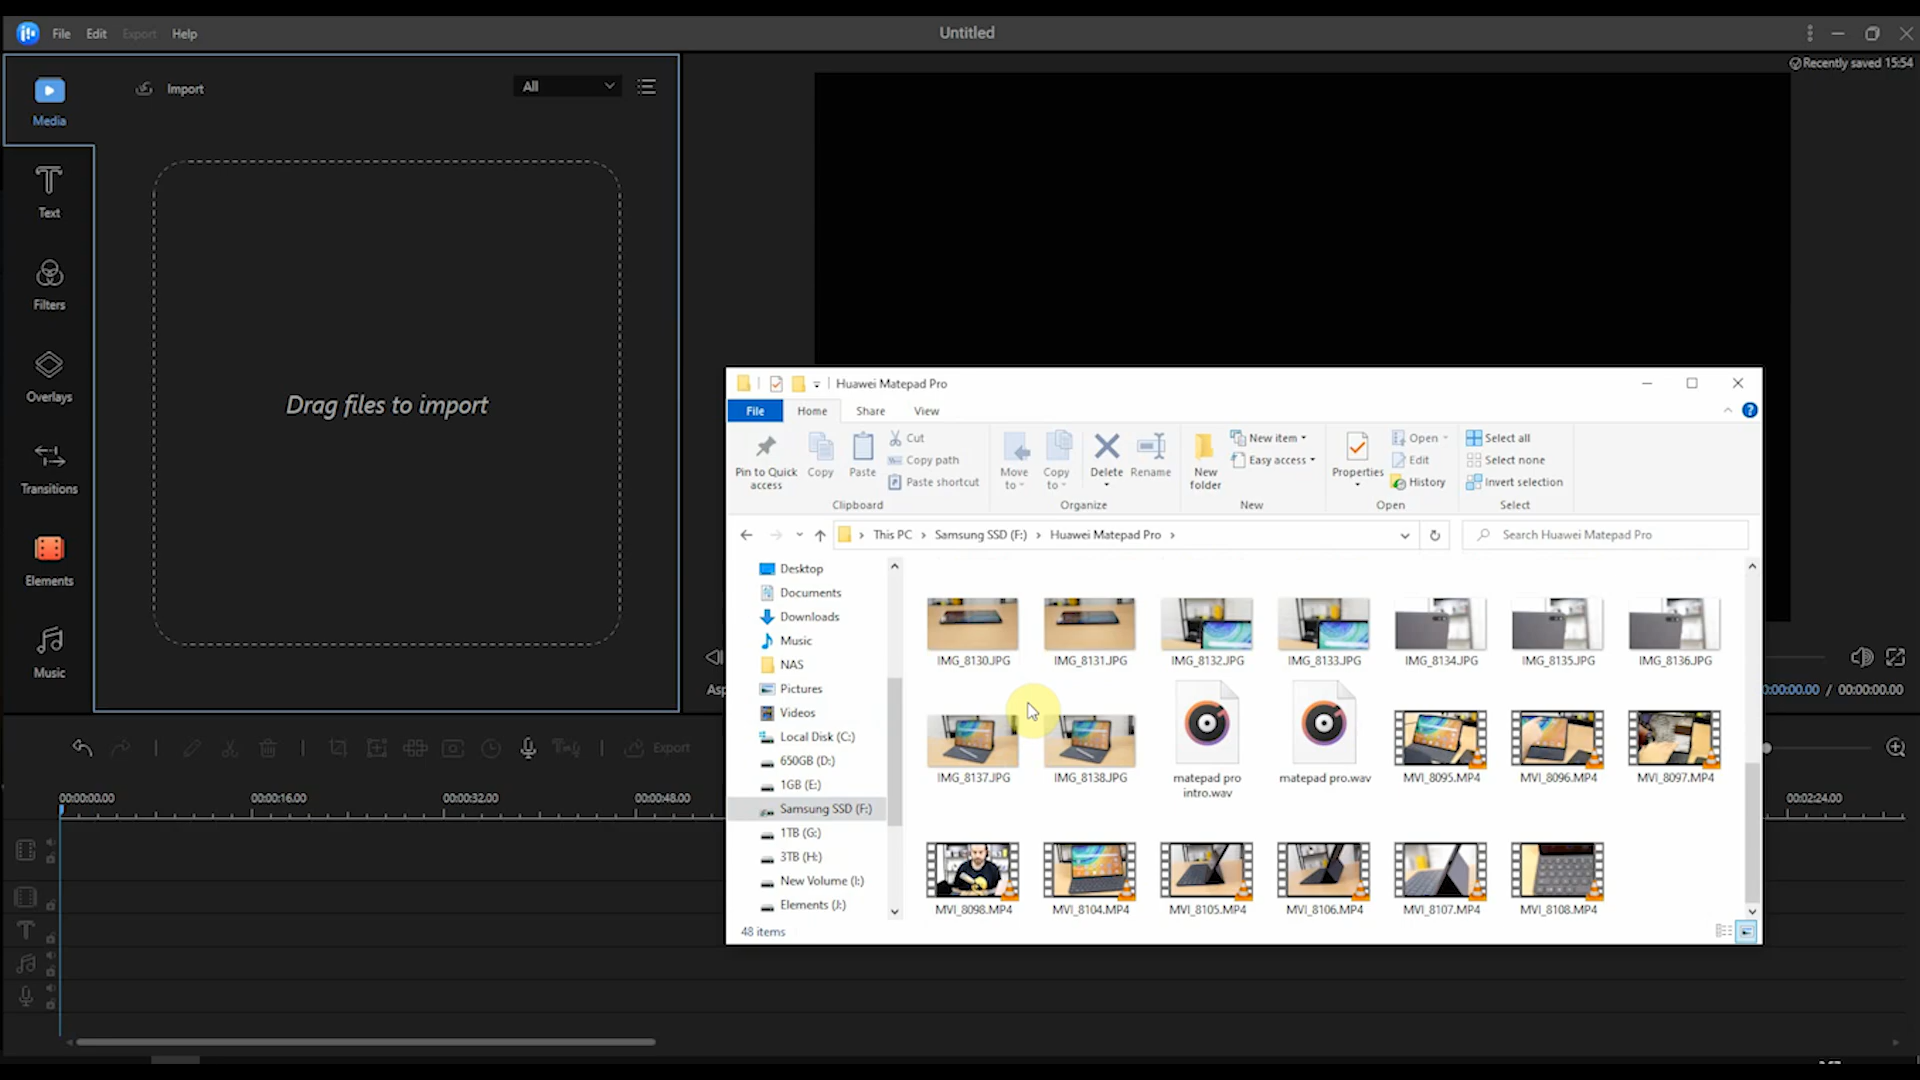 File Edit Export Help
Untitled
Recently saved 15:54
Media
Import
All
Text
Filters
Overlays
Transitions
Elements
Music
Drag files to import
Huawei Matepad Pro
File Home Share View
Pin to Quick access
Copy
Paste
Cut
Copy path
Paste shortcut
Clipboard
Move to
Copy to
Delete
Rename
Organize
New folder
New item
Easy access
New
Properties
Open
Edit
History
Open
Select all
Select none
Invert selection
Select
This PC › Samsung SSD (F:) › Huawei Matepad Pro ›
Search Huawei Matepad Pro
Desktop
Documents
Downloads
Music
NAS
Pictures
Videos
Local Disk (C:)
650GB (D:)
1GB (E:)
Samsung SSD (F:)
1TB (G:)
3TB (H:)
New Volume (I:)
Elements (J:)
IMG_8130.JPG IMG_8131.JPG IMG_8132.JPG IMG_8133.JPG IMG_8134.JPG IMG_8135.JPG IMG_8136.JPG
IMG_8137.JPG IMG_8138.JPG matepad pro intro.wav matepad pro.wav MVI_8095.MP4 MVI_8096.MP4 MVI_8097.MP4
MVI_8098.MP4 MVI_8104.MP4 MVI_8105.MP4 MVI_8106.MP4 MVI_8107.MP4 MVI_8108.MP4
48 items
Asp
0:00:00.00 / 00:00:00.00
Export
00:00:00.00 00:00:16.00 00:00:32.00 00:00:48.00 00:02:24.00